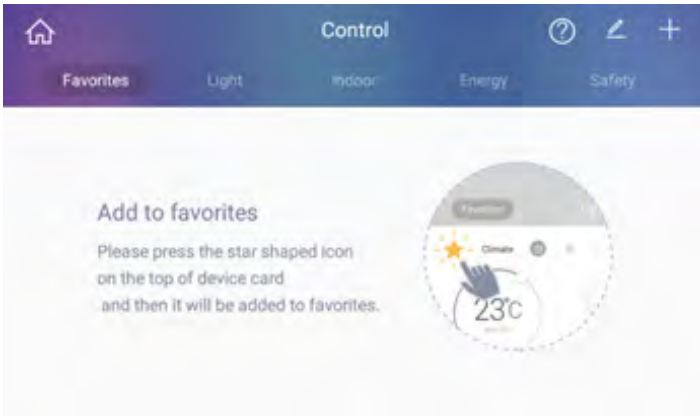 Control
Favorites Light Indoor Energy Safety
Add to favorites
Please press the star shaped icon
on the top of device card
and then it will be added to favorites.
Favorites
Climate
23°C